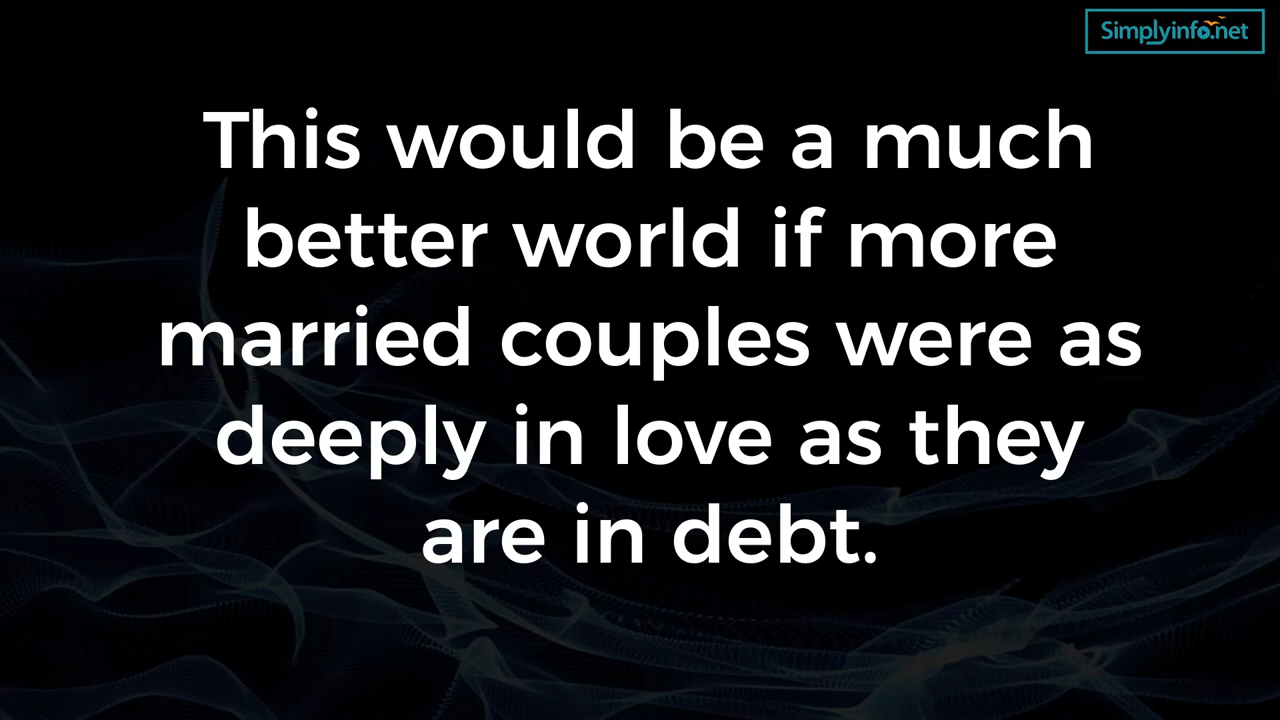 Simplyinfo.net
This would be a much
better world if more
married couples were as
deeply in love as they
are in debt.